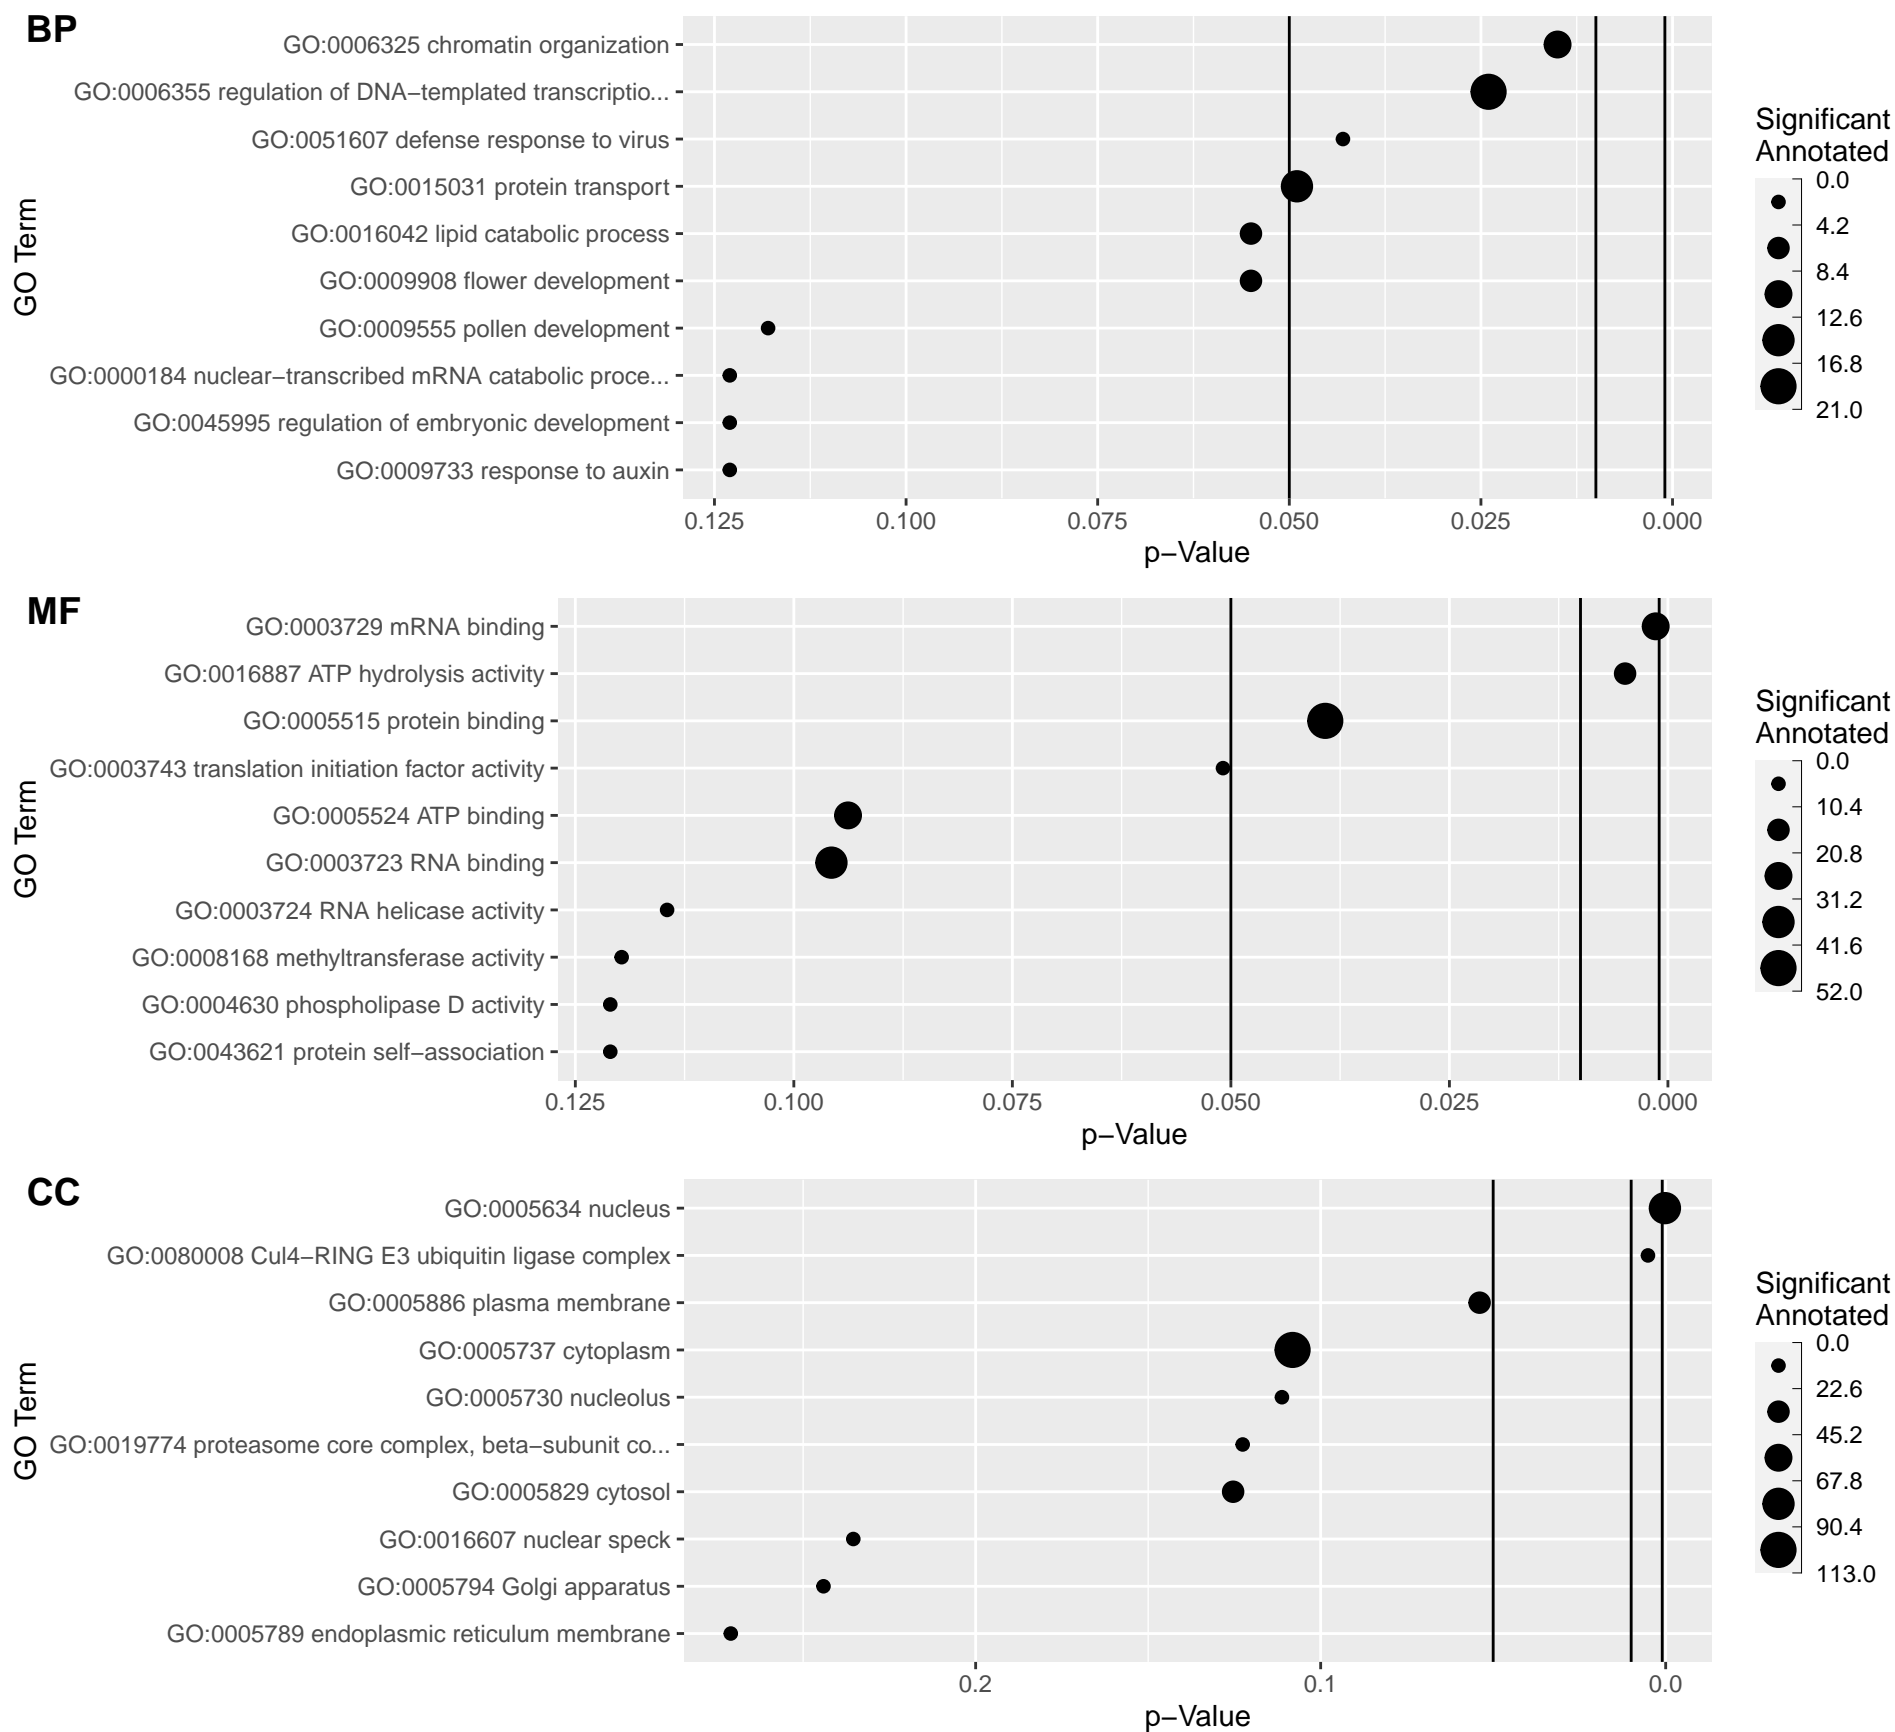 BP
GO Term
GO:0006325 chromatin organization
GO:0006355 regulation of DNA−templated transcriptio...
GO:0051607 defense response to virus
GO:0015031 protein transport
GO:0016042 lipid catabolic process
GO:0009908 flower development
GO:0009555 pollen development
GO:0000184 nuclear−transcribed mRNA catabolic proce...
GO:0045995 regulation of embryonic development
GO:0009733 response to auxin
0.125 0.100 0.075 0.050 0.025 0.000
p−Value
Significant
Annotated
0.0
4.2
8.4
12.6
16.8
21.0
MF
GO Term
GO:0003729 mRNA binding
GO:0016887 ATP hydrolysis activity
GO:0005515 protein binding
GO:0003743 translation initiation factor activity
GO:0005524 ATP binding
GO:0003723 RNA binding
GO:0003724 RNA helicase activity
GO:0008168 methyltransferase activity
GO:0004630 phospholipase D activity
GO:0043621 protein self−association
0.125 0.100 0.075 0.050 0.025 0.000
p−Value
Significant
Annotated
0.0
10.4
20.8
31.2
41.6
52.0
CC
GO Term
GO:0005634 nucleus
GO:0080008 Cul4−RING E3 ubiquitin ligase complex
GO:0005886 plasma membrane
GO:0005737 cytoplasm
GO:0005730 nucleolus
GO:0019774 proteasome core complex, beta−subunit co...
GO:0005829 cytosol
GO:0016607 nuclear speck
GO:0005794 Golgi apparatus
GO:0005789 endoplasmic reticulum membrane
0.2 0.1 0.0
p−Value
Significant
Annotated
0.0
22.6
45.2
67.8
90.4
113.0